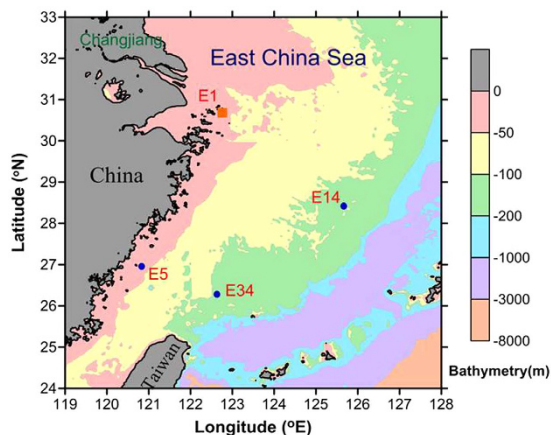 33
32
31
30
29
28
27
26
25
24
Latitude (ºN)
119 120 121 122 123 124 125 126 127 128
Longitude (ºE)
Changjiang
East China Sea
E1
China
E14
E5
E34
Taiwan
0
-50
-100
-200
-1000
-3000
-8000
Bathymetry(m)